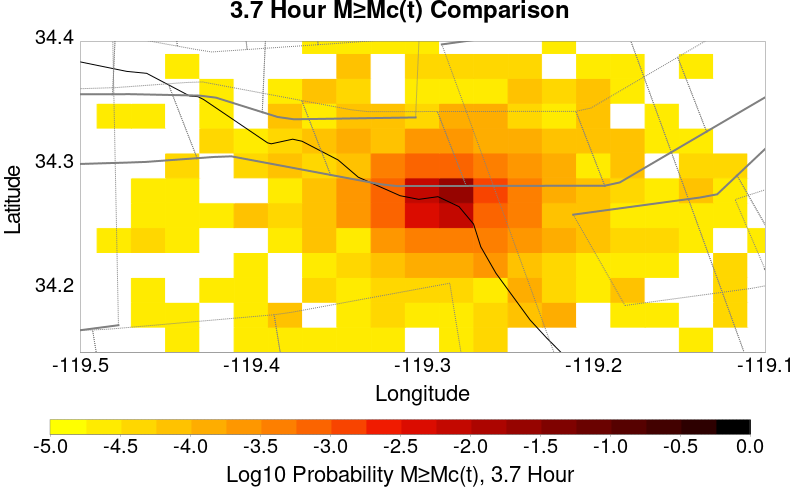 3.7 Hour M≥Mc(t) Comparison
34.4
34.3
34.2
Latitude
-119.5 -119.4 -119.3 -119.2 -119.1
Longitude
-5.0 -4.5 -4.0 -3.5 -3.0 -2.5 -2.0 -1.5 -1.0 -0.5 0.0
Log10 Probability M≥Mc(t), 3.7 Hour